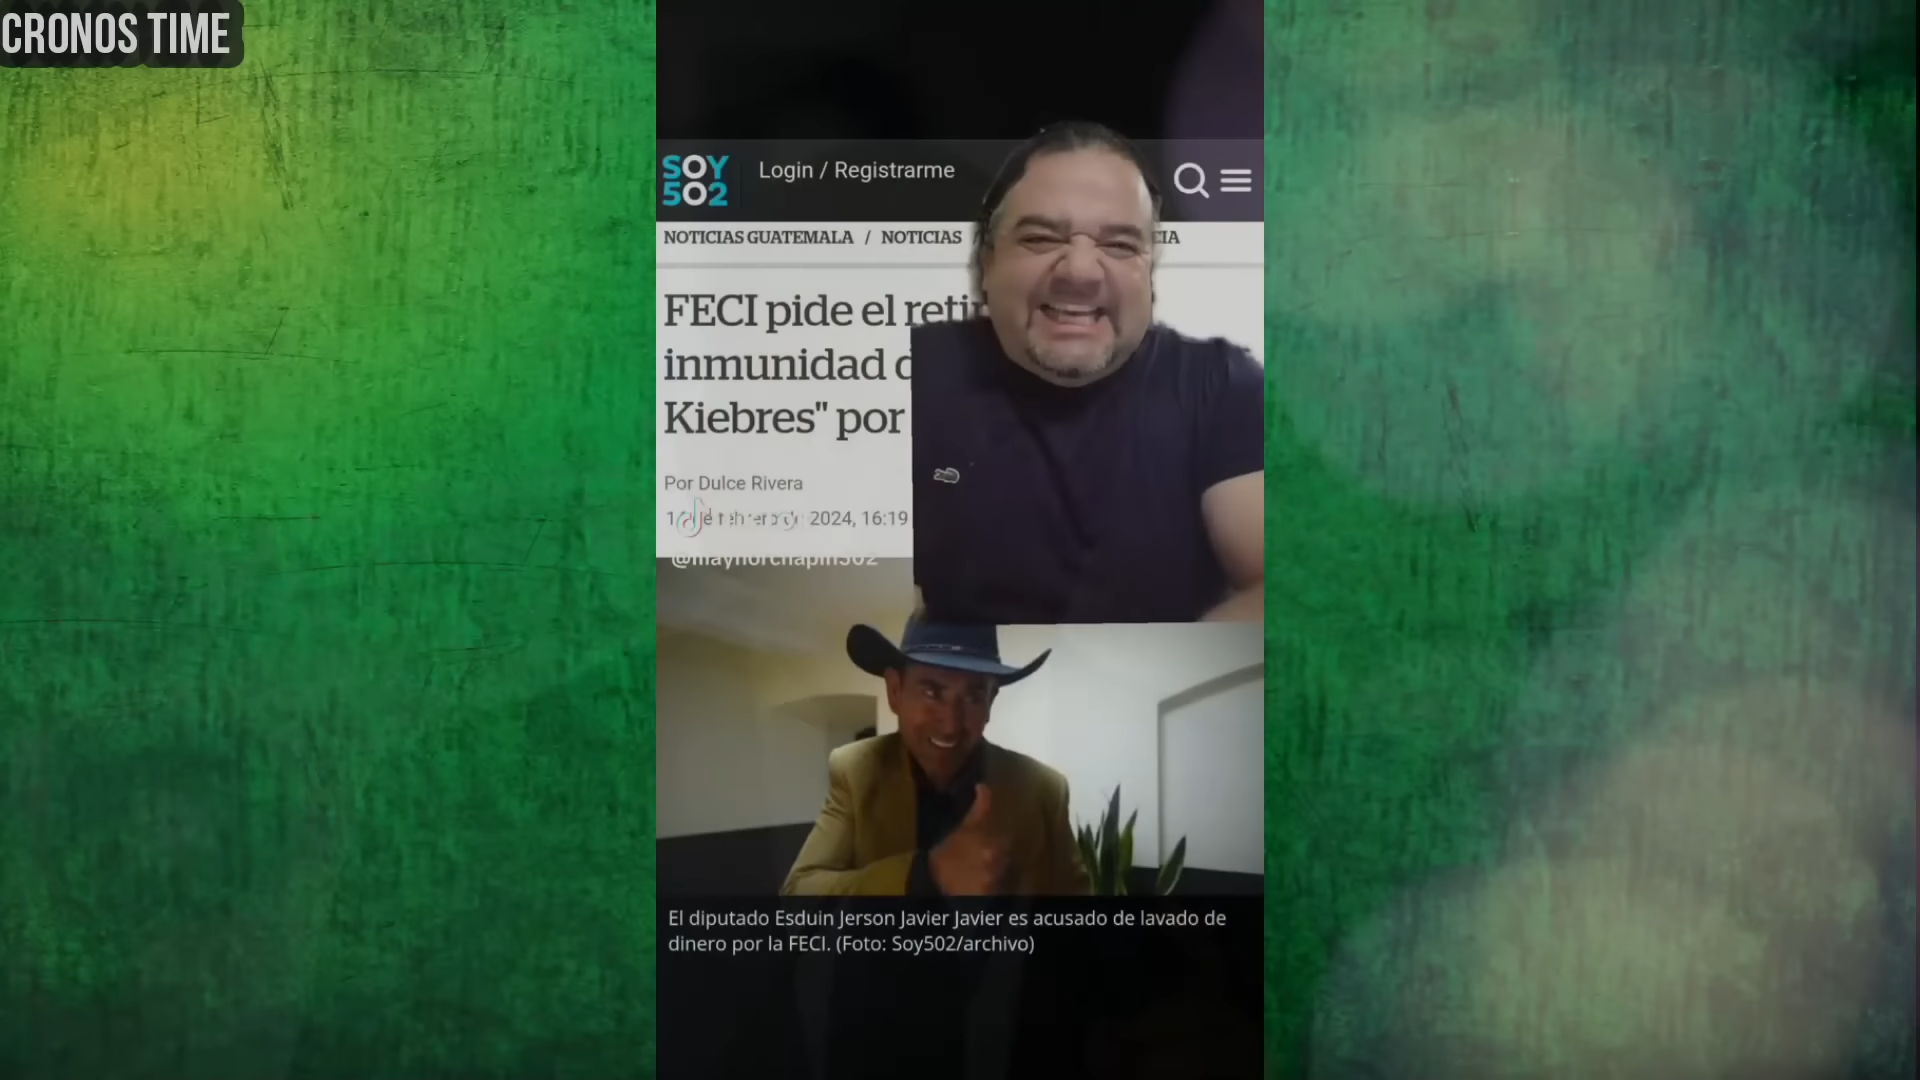 CRONOS TIME
SOY
502
Login / Registrarme
NOTICIAS GUATEMALA / NOTICIAS /
FECI pide el
inmunidad
Kiebres" por
Por Dulce Rivera
2024, 16:19
@maynorchapin502
El diputado Esduin Jerson Javier Javier es acusado de lavado de
dinero por la FECI. (Foto: Soy502/archivo)